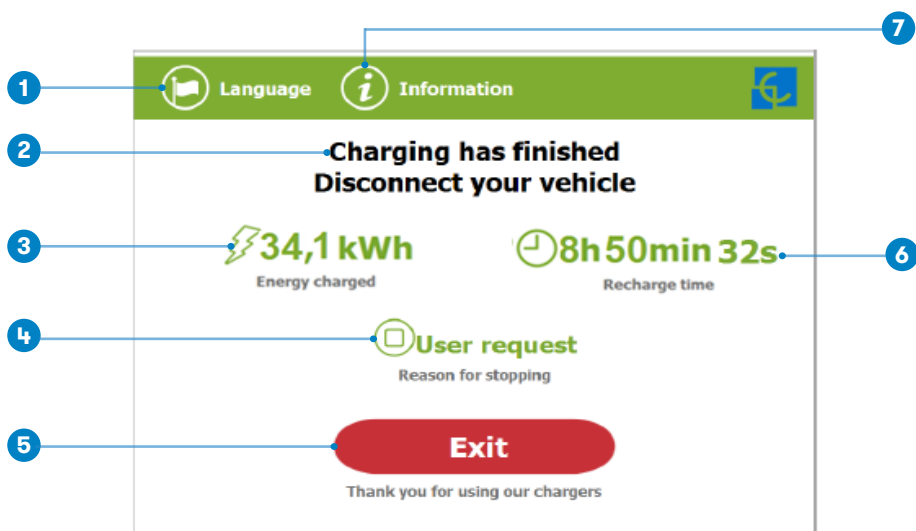 7
1
Language
Information
2
Charging has finished
Disconnect your vehicle
3
34,1 kWh
8h 50min 32s
6
Energy charged
Recharge time
4
User request
Reason for stopping
5
Exit
Thank you for using our chargers